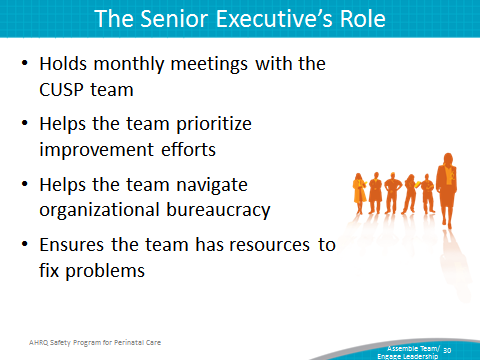 The Senior Executive's Role
• Holds monthly meetings with the
CUSP team
• Helps the team prioritize
improvement efforts
• Helps the team navigate
organizational bureaucracy
• Ensures the team has resources to
fix problems
AHRQ Safety Program for Perinatal Care
Assemble Team/ 30
Engage Leadership